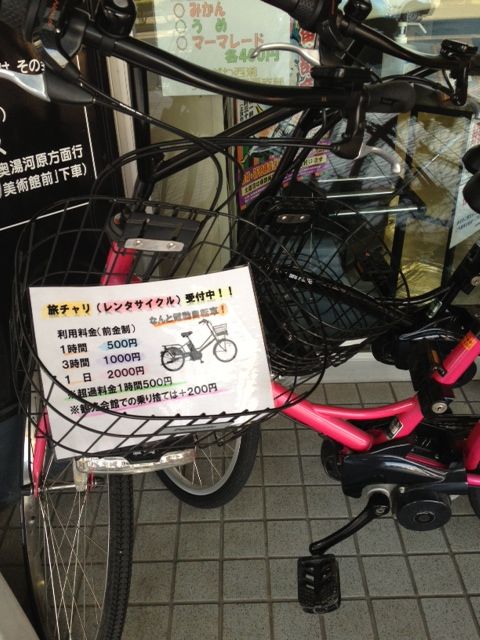 ○みかん
○うめ
○マーマレード
各460円
奥湯河原方面行
美術館前」下車)
旅チャリ(レンタサイクル)受付中!!
なんと電動自転車!
利用料金(前金制)
1時間 500円
3時間 1000円
1 日 2000円
※超過料金1時間500円
※観光会館での乗り捨ては+200円